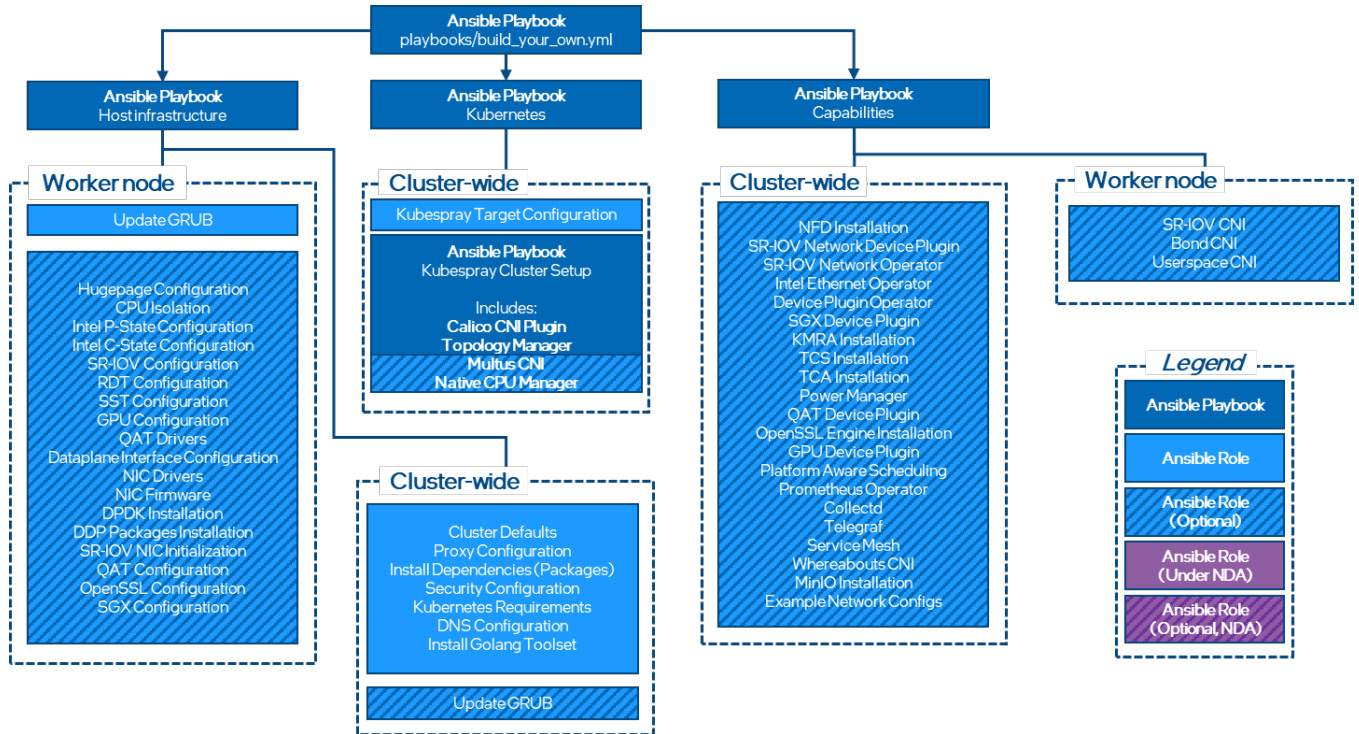 Ansible Playbook
playbooks/build_your_own.yml
Ansible Playbook
Host infrastructure
Ansible Playbook
Kubernetes
Ansible Playbook
Capabilities
Worker node
Update GRUB
Hugepage Configuration
CPU Isolation
Intel P-State Configuration
Intel C-State Configuration
SR-IOV Configuration
RDT Configuration
SST Configuration
GPU Configuration
QAT Drivers
Dataplane Interface Configuration
NIC Drivers
NIC Firmware
DPDK Installation
DDP Packages Installation
SR-IOV NIC Initialization
QAT Configuration
OpenSSL Configuration
SGX Configuration
Cluster-wide
Kubespray Target Configuration
Ansible Playbook
Kubespray Cluster Setup
Includes:
Calico CNI Plugin
Topology Manager
Multus CNI
Native CPU Manager
Cluster-wide
Cluster Defaults
Proxy Configuration
Install Dependencies (Packages)
Security Configuration
Kubernetes Requirements
DNS Configuration
Install Golang Toolset
Update GRUB
Cluster-wide
NFD Installation
SR-IOV Network Device Plugin
SR-IOV Network Operator
Intel Ethernet Operator
Device Plugin Operator
SGX Device Plugin
KMRA Installation
TCS Installation
TCA Installation
Power Manager
QAT Device Plugin
OpenSSL Engine Installation
GPU Device Plugin
Platform Aware Scheduling
Prometheus Operator
Collectd
Telegraf
Service Mesh
Whereabouts CNI
MinIO Installation
Example Network Configs
Worker node
SR-IOV CNI
Bond CNI
Userspace CNI
Legend
Ansible Playbook
Ansible Role
Ansible Role
(Optional)
Ansible Role
(Under NDA)
Ansible Role
(Optional, NDA)